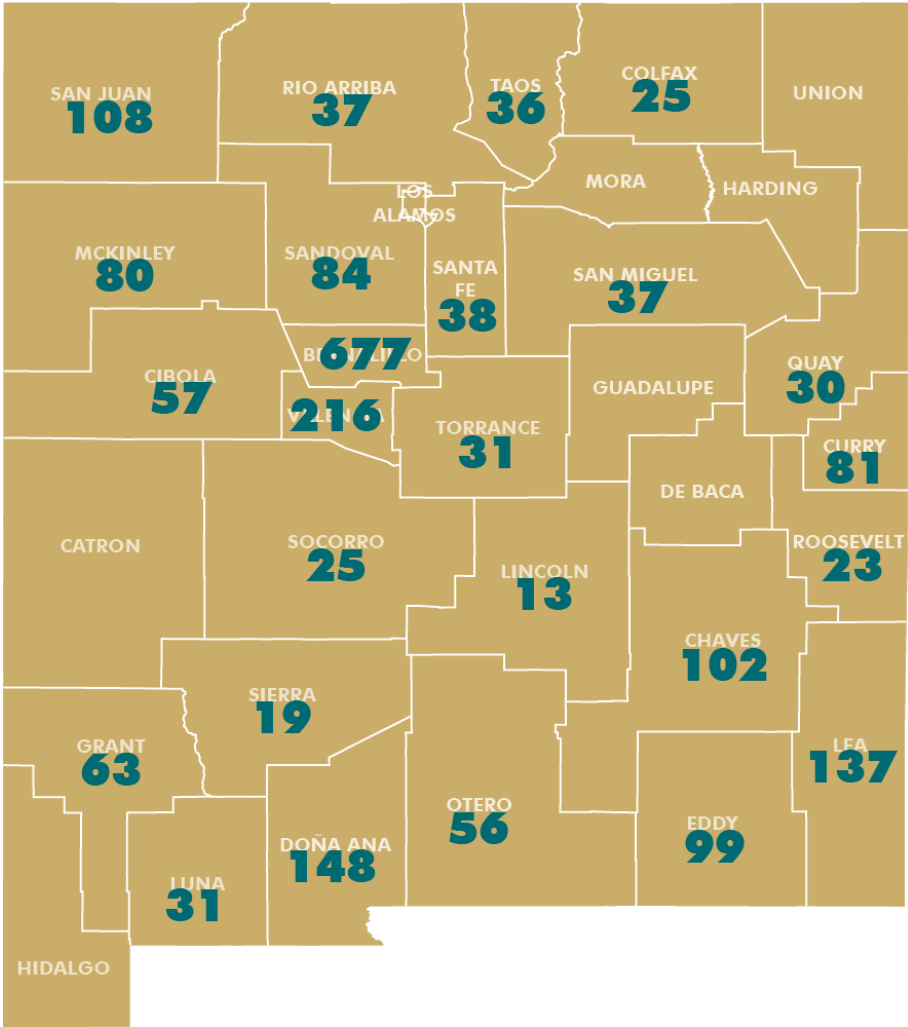 SAN JUAN
108
RIO ARRIBA
37
TAOS
36
COLFAX
25
UNION
MORA
HARDING
LOS
ALAMOS
MCKINLEY
80
SANDOVAL
84
SANTA
FE
38
SAN MIGUEL
37
BERNALILLO
677
CIBOLA
57
VALENCIA
216
TORRANCE
31
GUADALUPE
QUAY
30
CURRY
81
DE BACA
CATRON
SOCORRO
25
LINCOLN
13
ROOSEVELT
23
CHAVES
102
SIERRA
19
GRANT
63
LEA
137
OTERO
56
EDDY
99
DOÑA ANA
148
LUNA
31
HIDALGO